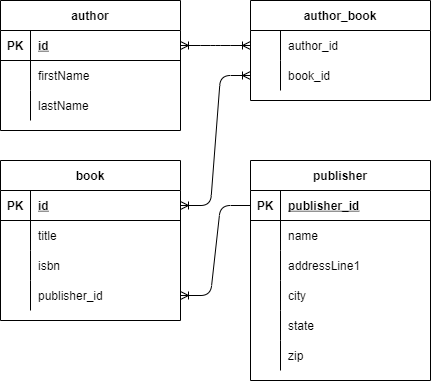 author
PK id
firstName
lastName
author_book
author_id
book_id
book
PK id
title
isbn
publisher_id
publisher
PK publisher_id
name
addressLine1
city
state
zip